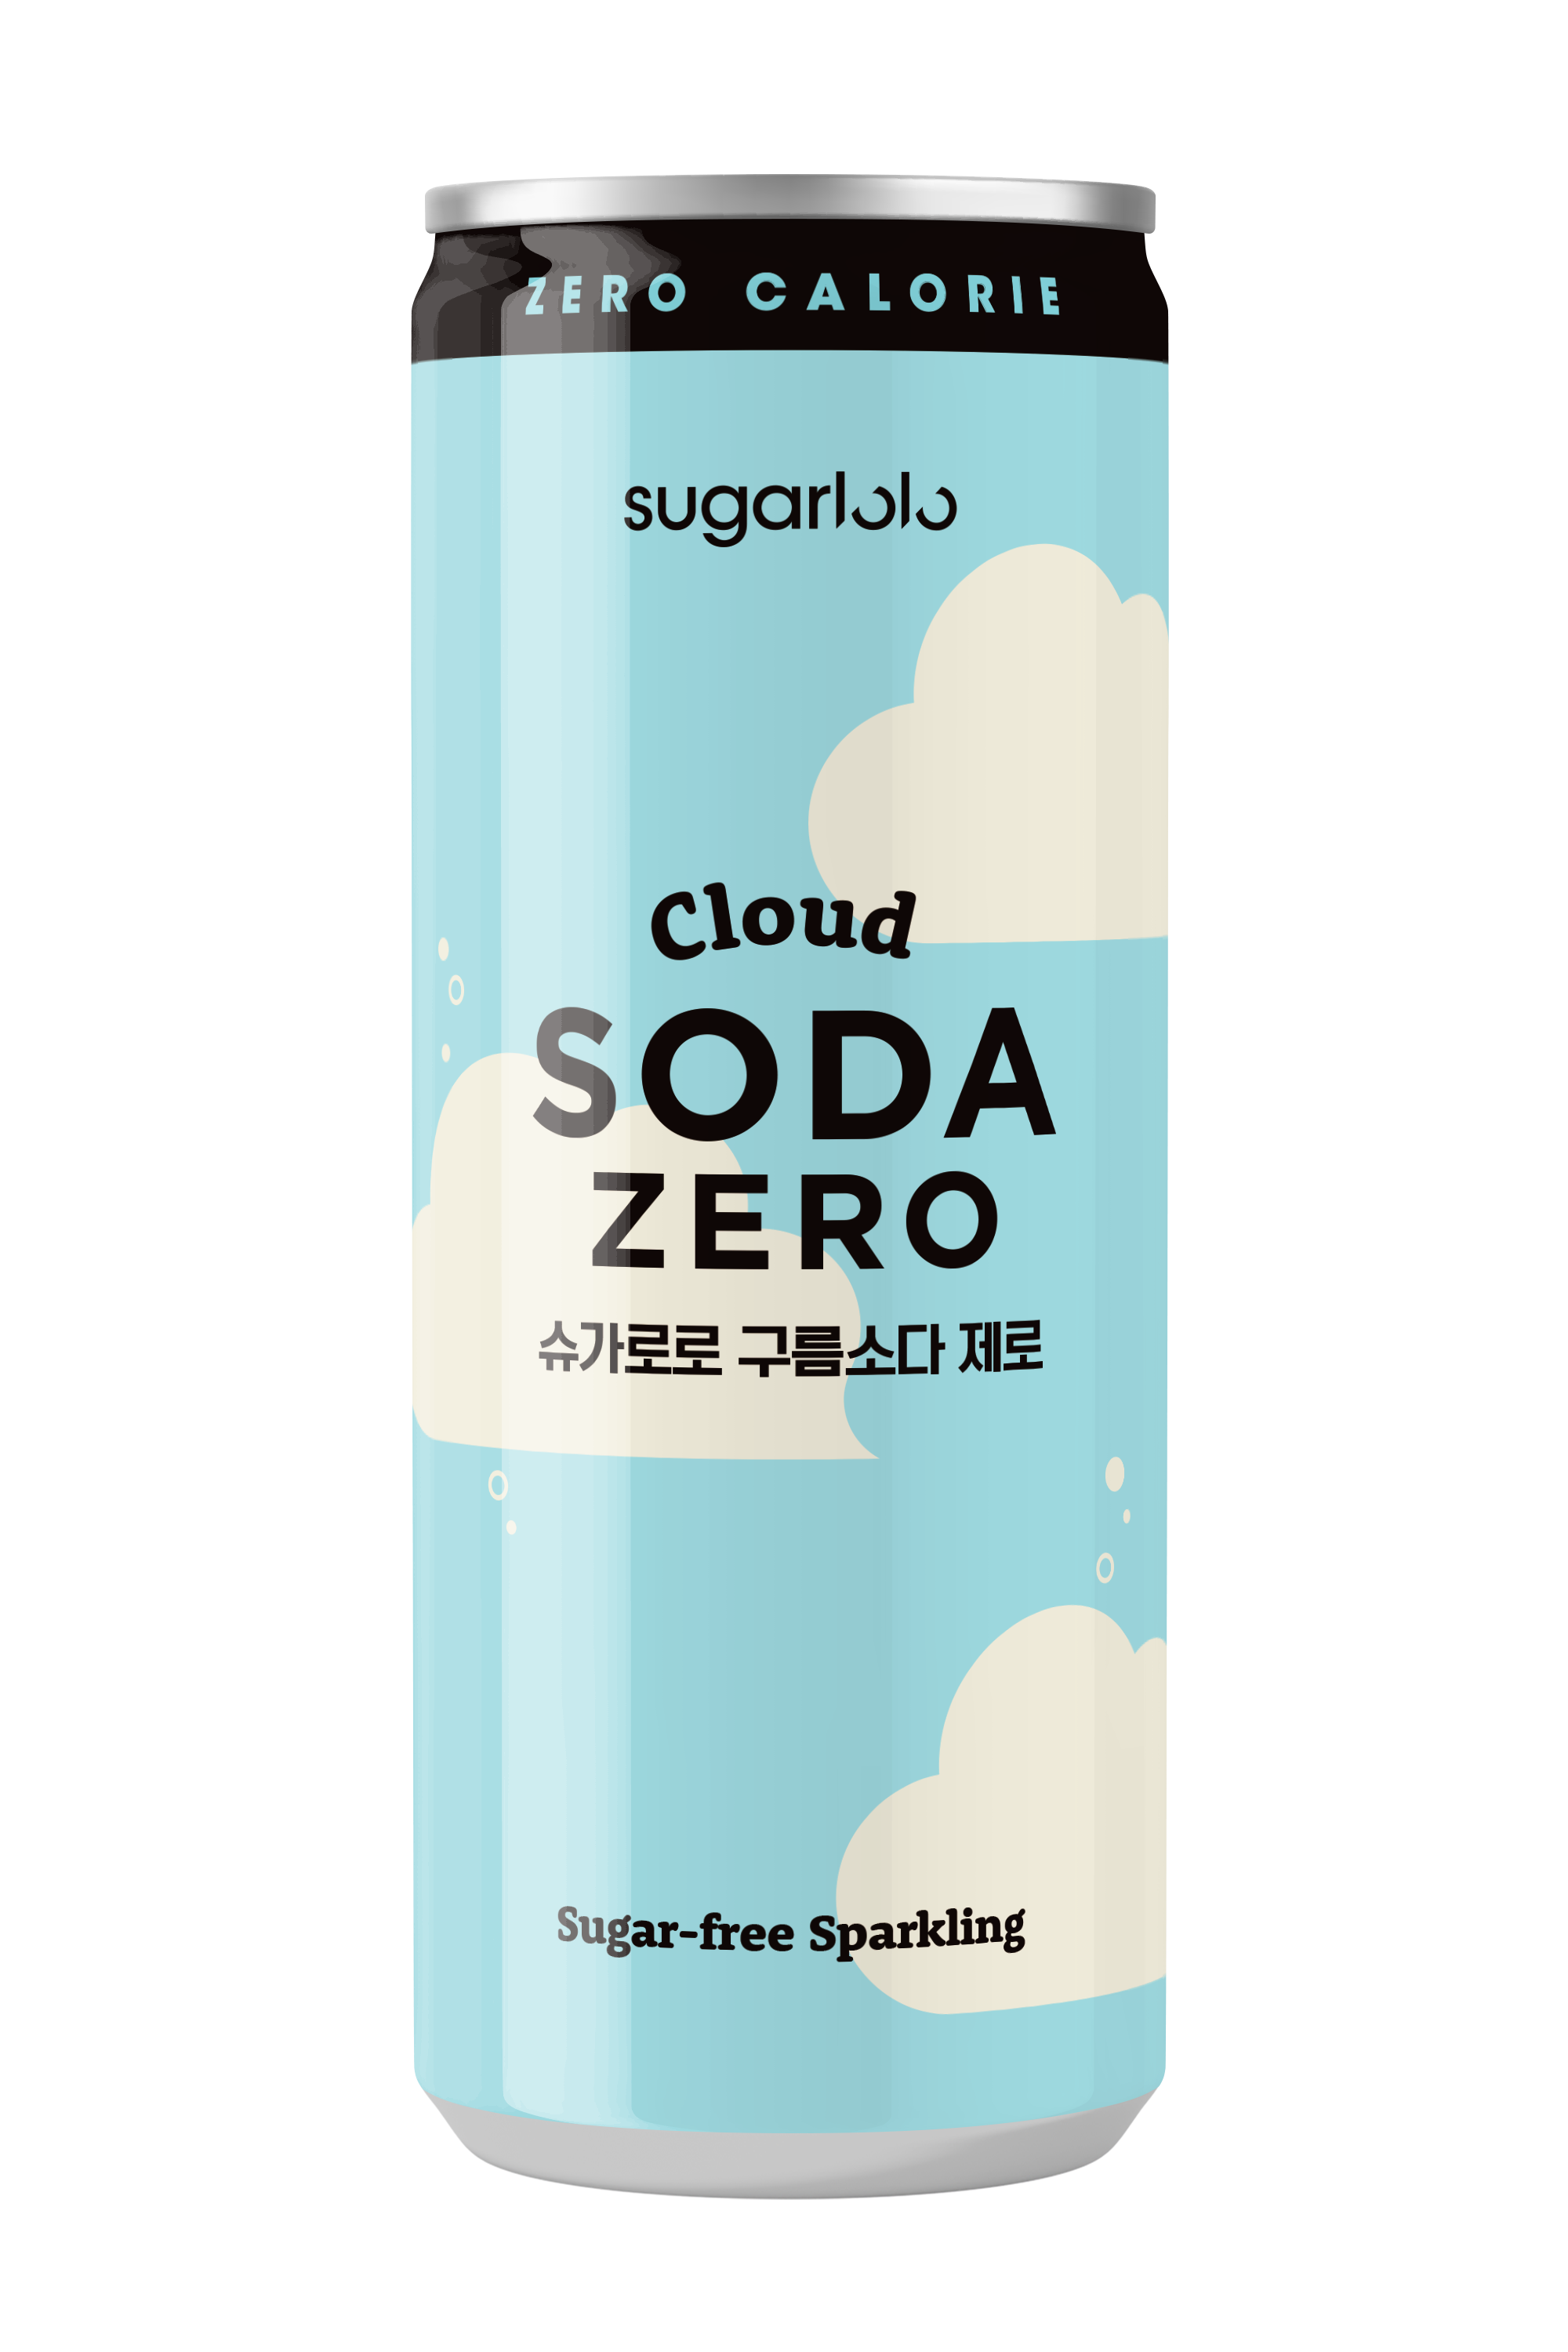 ZERO CALORIE
sugarlolo
Cloud
SODA
ZERO
슈가로로 구름소다 제로
Sugar-free Sparkling